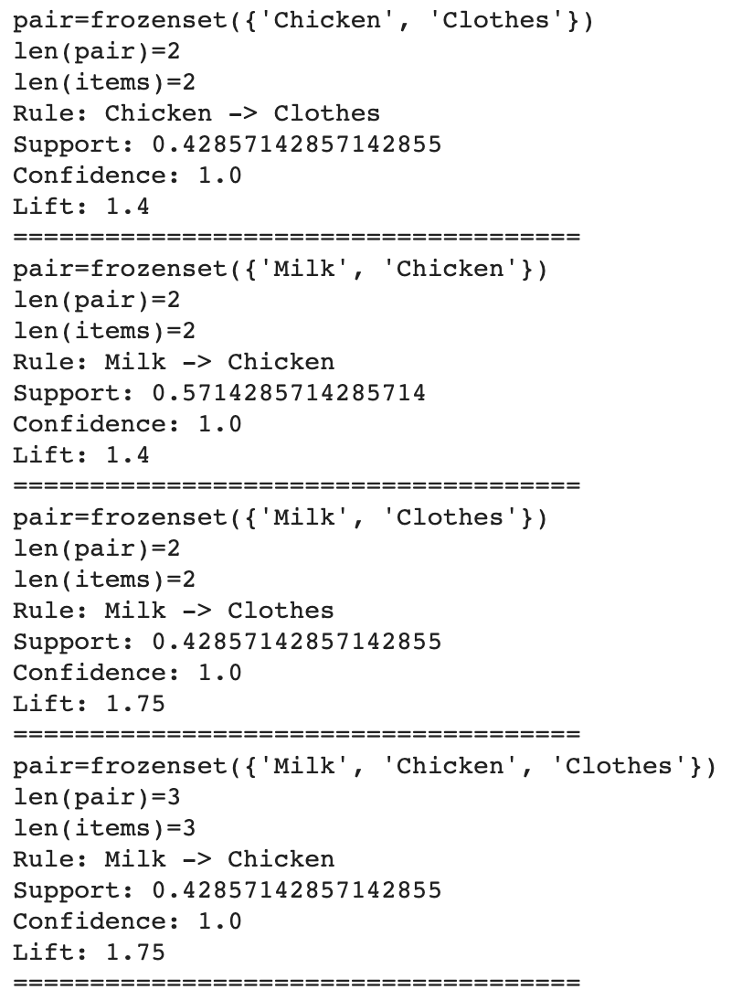 pair=frozenset({'Chicken', 'Clothes'})
len(pair)=2
len(items)=2
Rule: Chicken -> Clothes
Support: 0.42857142857142855
Confidence: 1.0
Lift: 1.4
=====================================
pair=frozenset({'Milk', 'Chicken'})
len(pair)=2
len(items)=2
Rule: Milk -> Chicken
Support: 0.5714285714285714
Confidence: 1.0
Lift: 1.4
=====================================
pair=frozenset({'Milk', 'Clothes'})
len(pair)=2
len(items)=2
Rule: Milk -> Clothes
Support: 0.42857142857142855
Confidence: 1.0
Lift: 1.75
=====================================
pair=frozenset({'Milk', 'Chicken', 'Clothes'})
len(pair)=3
len(items)=3
Rule: Milk -> Chicken
Support: 0.42857142857142855
Confidence: 1.0
Lift: 1.75
=====================================